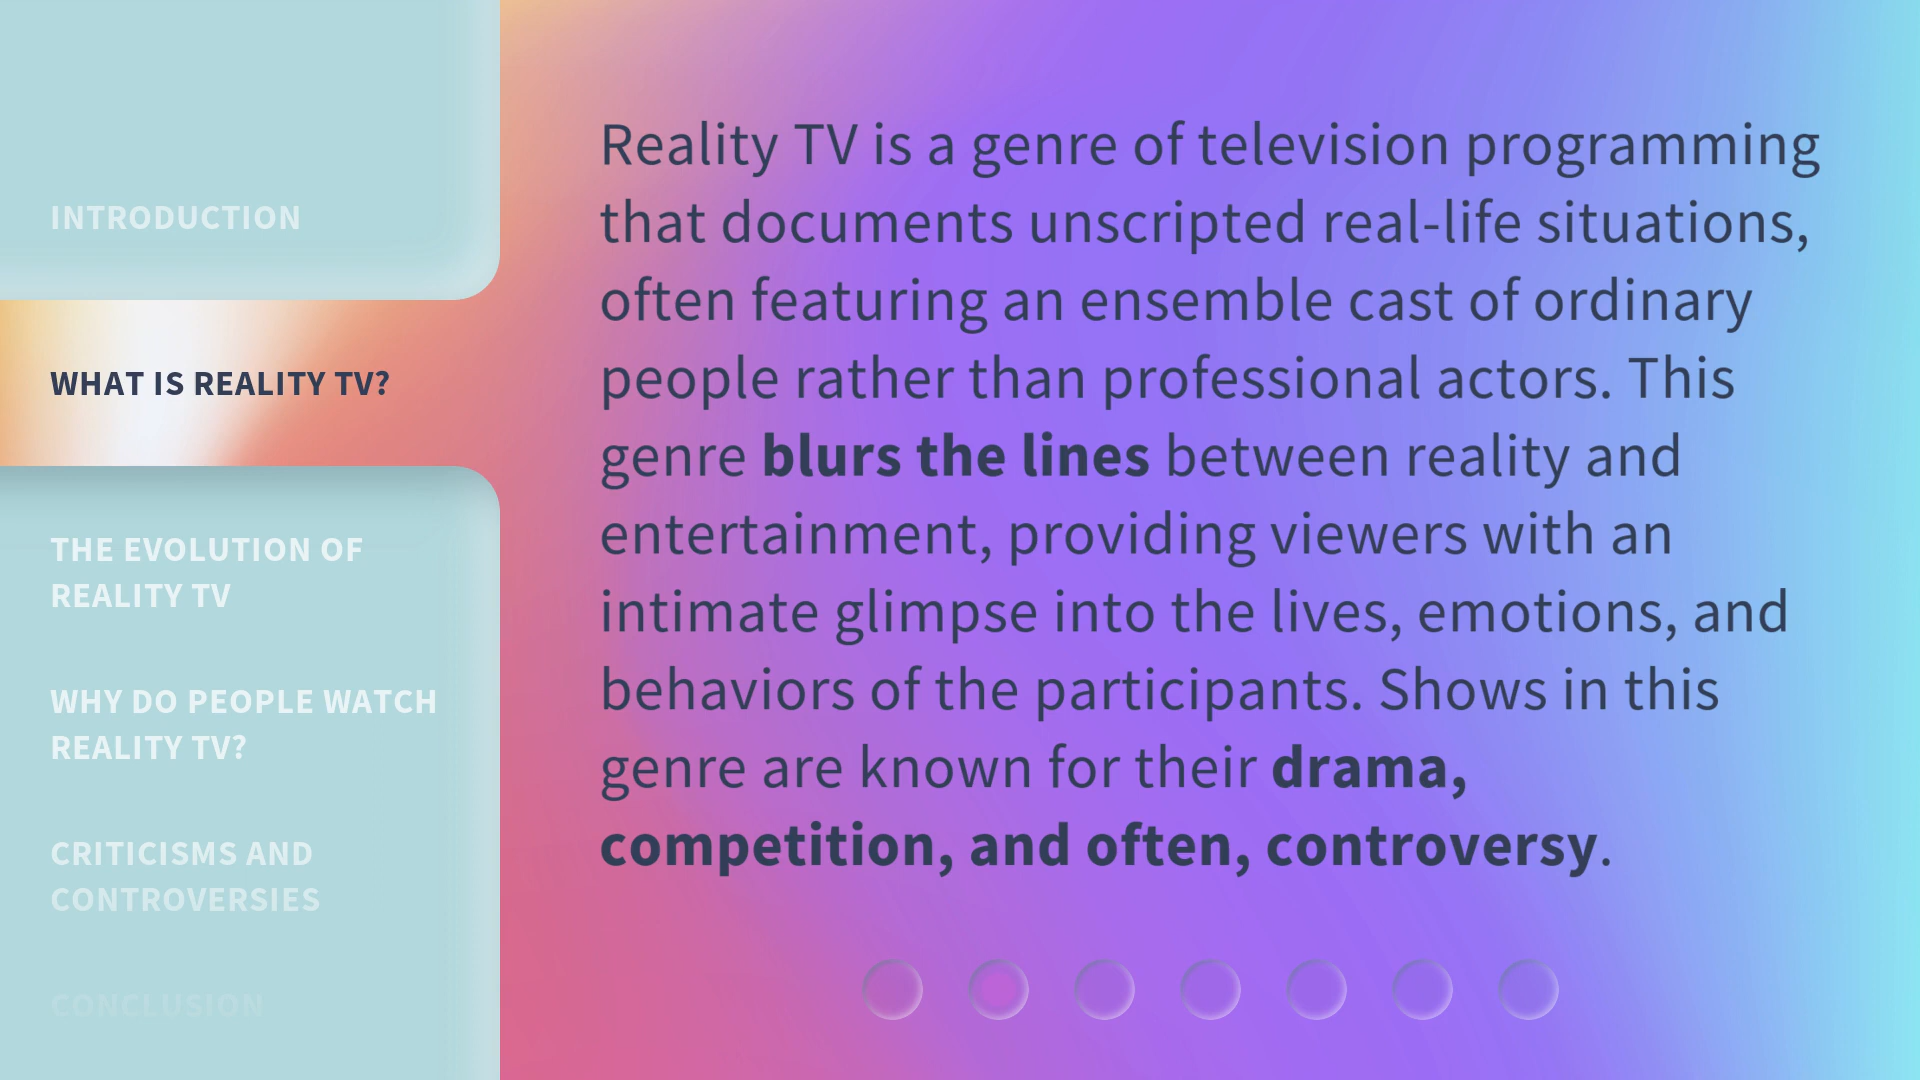 INTRODUCTION
WHAT IS REALITY TV?
THE EVOLUTION OF
REALITY TV
WHY DO PEOPLE WATCH
REALITY TV?
CRITICISMS AND
CONTROVERSIES
CONCLUSION
Reality TV is a genre of television programming
that documents unscripted real-life situations,
often featuring an ensemble cast of ordinary
people rather than professional actors. This
genre blurs the lines between reality and
entertainment, providing viewers with an
intimate glimpse into the lives, emotions, and
behaviors of the participants. Shows in this
genre are known for their drama,
competition, and often, controversy.